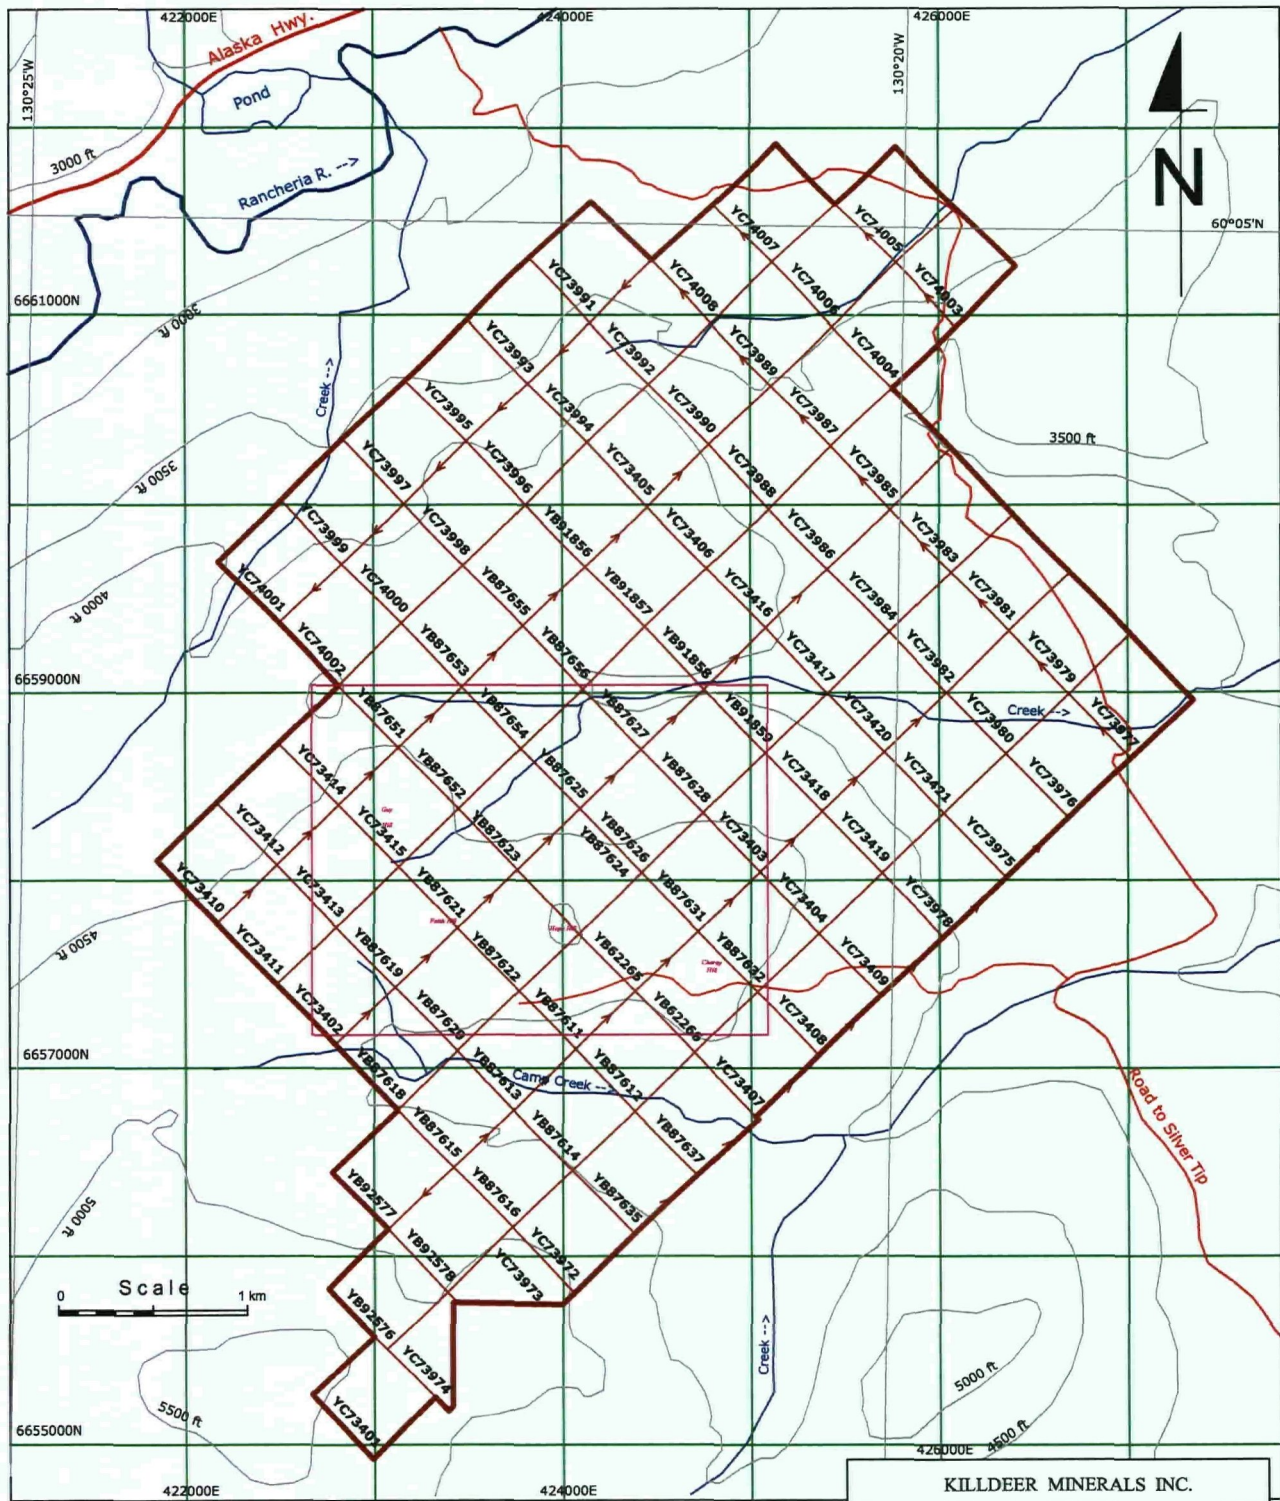 422000E
424000E
426000E
Alaska Hwy.
130°25'W
130°20'W
Pond
3000 ft
Rancheria R. -->
N
60°05'N
YC74007
YC74005
6661000N
3000 ft
YC73991
YC74008
YC74006
YC74003
YC73993
YC73992
YC73989
YC74004
Creek -->
YC73995
YC73994
YC73990
YC73987
3500 ft
3500 ft
YC73997
YC73996
YC73405
YC73988
YC73985
YC73999
YC73998
YB91856
YC73406
YC73986
YC73983
4000 ft
YC74001
YC74000
YB87655
YB91857
YC73416
YC73984
YC73981
YC74002
YB87653
YB87656
YB91858
YC73417
YC73982
YC73979
6659000N
YB87651
YB87654
YB87627
YB91859
YC73420
YC73980
YC73977
Creek -->
YC73414
YB87652
YB87625
YB87628
YC73418
YC73421
YC73976
Guy
Hill
YC73412
YC73415
YB87623
YB87626
YB87624
YC73403
YC73419
YC73975
YC73410
YC73413
YB87621
YB87631
YC73404
YC73978
4500 ft
YC73411
YB87619
YB87622
YB62265
YB87632
YC73409
Hill
YC73402
YB87620
YB87611
YB62266
YC73408
6657000N
YB87618
YB87613
Camp Creek -->
YB87612
YC73407
Road to Silver Tip
YB87615
YB87614
YB87637
YB92577
YB87616
YB87635
5000 ft
YB92578
YC73973
YC73972
Scale
0
1 km
YB92576
YC73974
YC73401
Creek -->
5000 ft
5500 ft
4500 ft
6655000N
426000E
422000E
424000E
KILLDEER MINERALS INC.